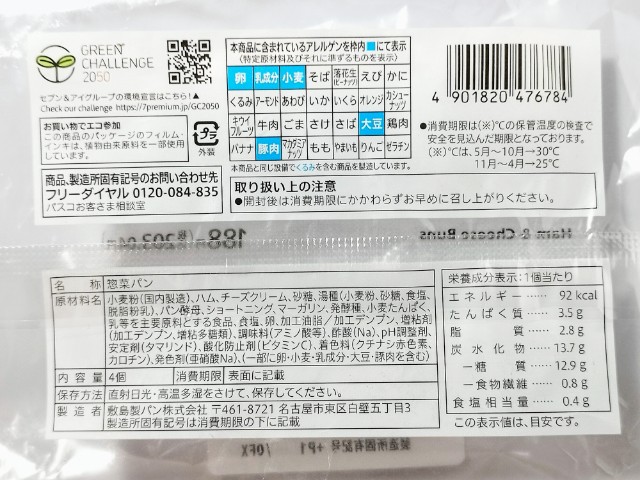 GREEN
CHALLENGE
2050
セブン&アイグループの環境宣言はこちら!▲
Check our challenge https://7premium.jp/GC2050
お買い物でエコ参加
この商品のパッケージのフィルム・
インキは、植物由来原料を一部使用
しています。
プラ
外装
商品、製造所固有記号のお問い合わせ先
フリーダイヤル 0120-084-835
パスコお客さま相談室
本商品に含まれているアレルゲンを枠内■にて表示
(特定原材料及びそれに準ずるものを表示)
卵 乳成分 小麦 そば 落花生(ピーナッツ) えび かに
くるみ アーモンド あわび いか いくら オレンジ カシューナッツ
キウイフルーツ 牛肉 ごま さけ さば 大豆 鶏肉
バナナ 豚肉 マカダミアナッツ もも やまいも りんご ゼラチン
本商品と同じ設備でくるみを含む商品を製造しています。
取り扱い上の注意
●開封後は消費期限にかかわらずお早めに召し上がりください。
4 901820 476784
●消費期限は(※)℃の保管温度の検査で
安全を見込んだ期限となっております。
(※)℃は、5月~10月→30℃
11月~4月→25℃
Ham & Cheese Buns
188
名称 惣菜パン
原材料名 小麦粉(国内製造)、ハム、チーズクリーム、砂糖、湯種(小麦粉、砂糖、食塩、
脱脂粉乳)、パン酵母、ショートニング、マーガリン、発酵種、小麦たんぱく、
乳等を主要原料とする食品、食塩、卵、加工油脂/加工デンプン、増粘剤
(加工デンプン、増粘多糖類)、調味料(アミノ酸等)、酢酸(Na)、pH調整剤、
安定剤(タマリンド)、酸化防止剤(ビタミンC)、着色料(クチナシ赤色素、
カロチン)、発色剤(亜硝酸Na)、(一部に卵・小麦・乳成分・大豆・豚肉を含む)
内容量 4個 消費期限 表面に記載
保存方法 直射日光・高温多湿をさけて、保存してください。
製造者 敷島製パン株式会社 〒461-8721 名古屋市東区白壁五丁目3
製造所固有記号は消費期限の下に記載
栄養成分表示:1個当たり
エネルギー 92 kcal
たんぱく質 3.5 g
脂質 2.8 g
炭水化物 13.7 g
-糖質 12.9 g
-食物繊維 0.8 g
食塩相当量 0.4 g
この表示値は、目安です。
製造所固有記号 +P1 /0FX